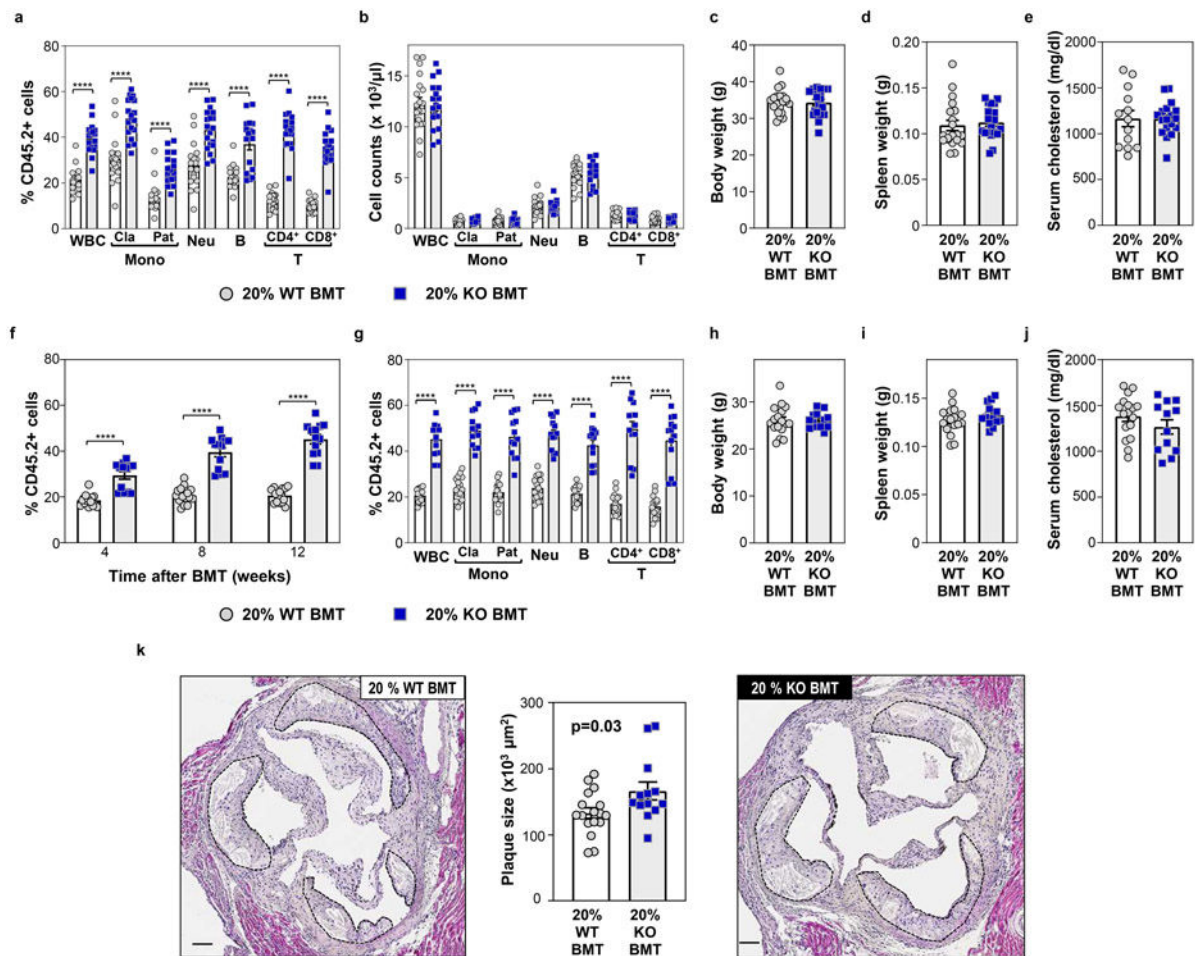 a
% CD45.2+ cells
80
60
40
20
0
**** **** **** **** **** **** ****
WBC Cla Pat Neu B CD4+ CD8+
Mono T
b
Cell counts (x 10³/µl)
15
10
5
0
WBC Cla Pat Neu B CD4+ CD8+
Mono T
c
Body weight (g)
40
30
20
10
0
20% 20%
WT KO
BMT BMT
d
Spleen weight (g)
0.20
0.15
0.10
0.05
0.00
20% 20%
WT KO
BMT BMT
e
Serum cholesterol (mg/dl)
2000
1500
1000
500
0
20% 20%
WT KO
BMT BMT
20% WT BMT 20% KO BMT
f
% CD45.2+ cells
80
60
40
20
0
**** **** ****
4 8 12
Time after BMT (weeks)
g
% CD45.2+ cells
80
60
40
20
0
**** **** **** **** **** **** ****
WBC Cla Pat Neu B CD4+ CD8+
Mono T
h
Body weight (g)
40
30
20
10
0
20% 20%
WT KO
BMT BMT
i
Spleen weight (g)
0.15
0.10
0.05
0.00
20% 20%
WT KO
BMT BMT
j
Serum cholesterol (mg/dl)
2000
1500
1000
500
0
20% 20%
WT KO
BMT BMT
20% WT BMT 20% KO BMT
k
20 % WT BMT
Plaque size (x10³ µm²)
300
200
100
0
p=0.03
20% 20%
WT KO
BMT BMT
20 % KO BMT